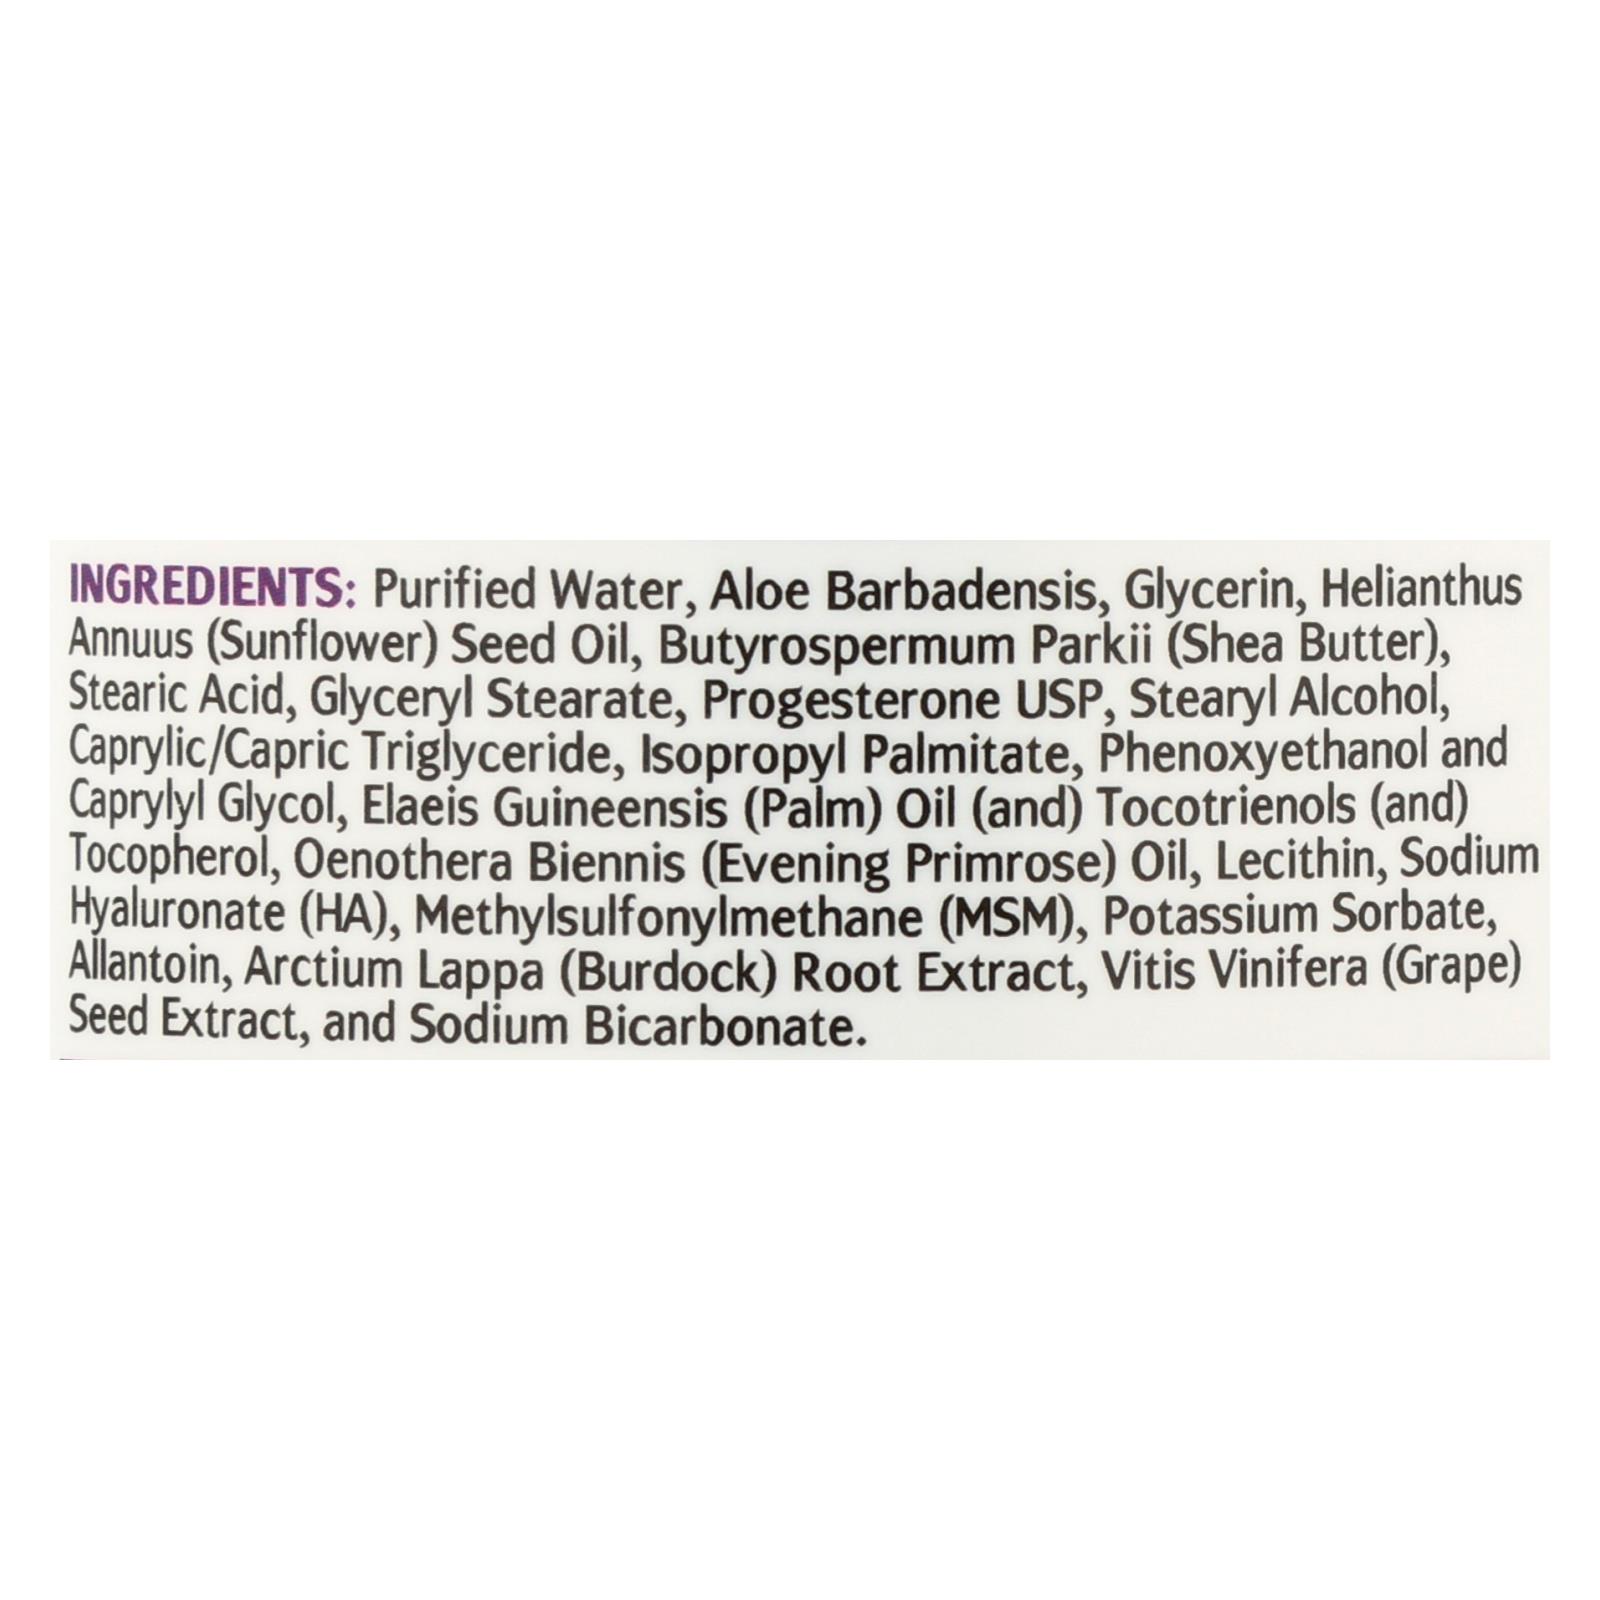 INGREDIENTS: Purified Water, Aloe Barbadensis, Glycerin, Helianthus
Annuus (Sunflower) Seed Oil, Butyrospermum Parkii (Shea Butter),
Stearic Acid, Glyceryl Stearate, Progesterone USP, Stearyl Alcohol,
Caprylic/Capric Triglyceride, Isopropyl Palmitate, Phenoxyethanol and
Caprylyl Glycol, Elaeis Guineensis (Palm) Oil (and) Tocotrienols (and)
Tocopherol, Oenothera Biennis (Evening Primrose) Oil, Lecithin, Sodium
Hyaluronate (HA), Methylsulfonylmethane (MSM), Potassium Sorbate,
Allantoin, Arctium Lappa (Burdock) Root Extract, Vitis Vinifera (Grape)
Seed Extract, and Sodium Bicarbonate.